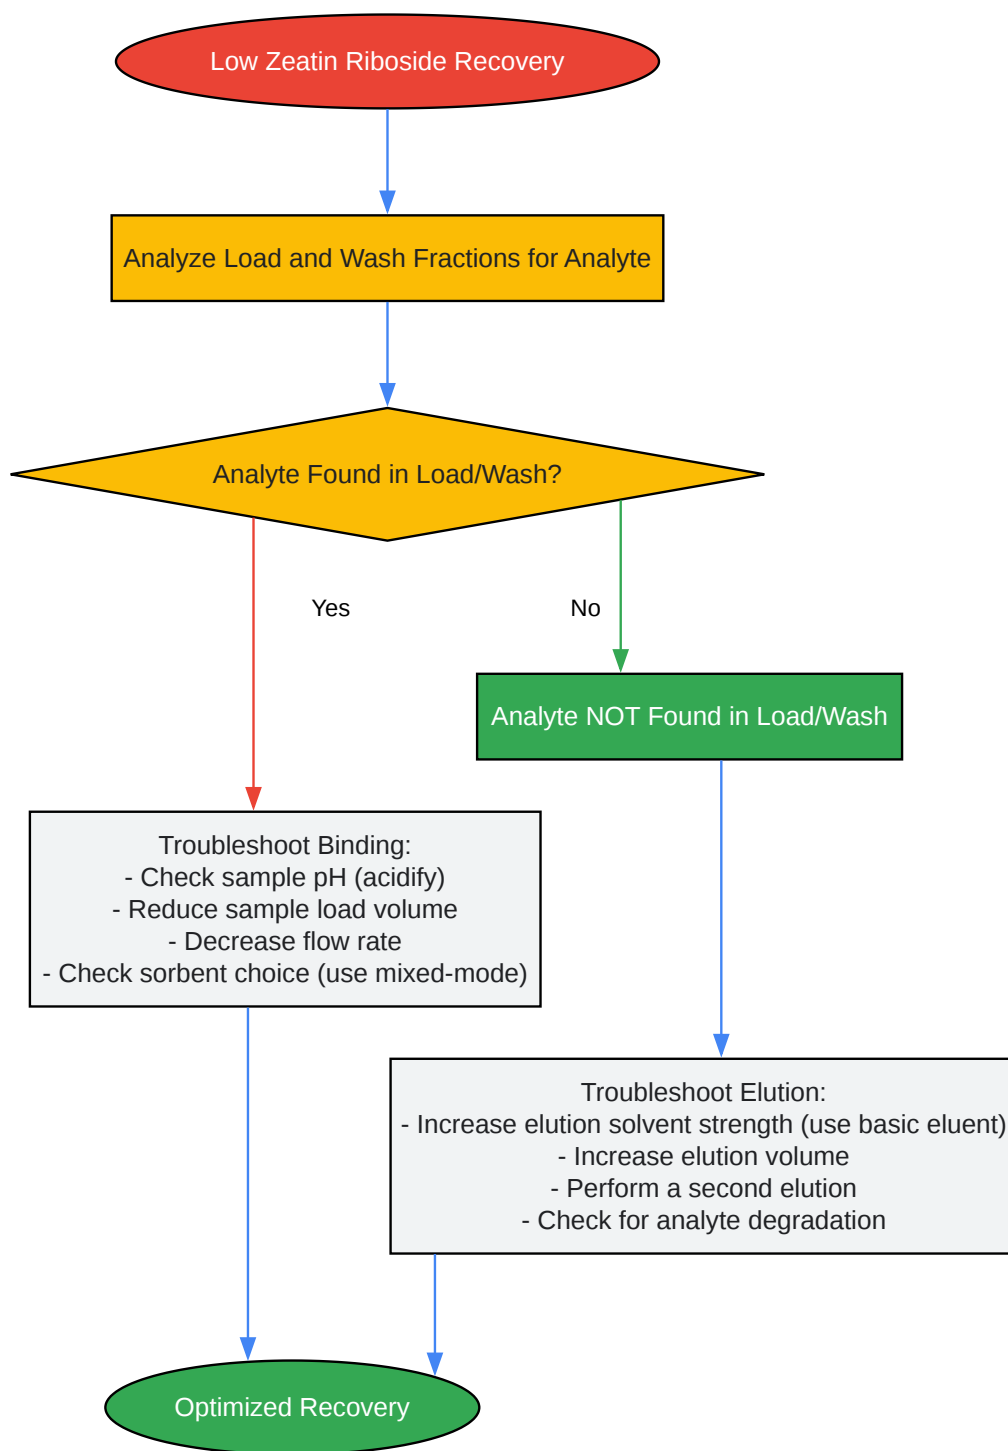 Low Zeatin Riboside Recovery
Analyze Load and Wash Fractions for Analyte
Analyte Found in Load/Wash?
Yes
No
Analyte NOT Found in Load/Wash
Troubleshoot Binding:
- Check sample pH (acidify)
- Reduce sample load volume
- Decrease flow rate
- Check sorbent choice (use mixed-mode)
Troubleshoot Elution:
- Increase elution solvent strength (use basic eluent)
- Increase elution volume
- Perform a second elution
- Check for analyte degradation
Optimized Recovery